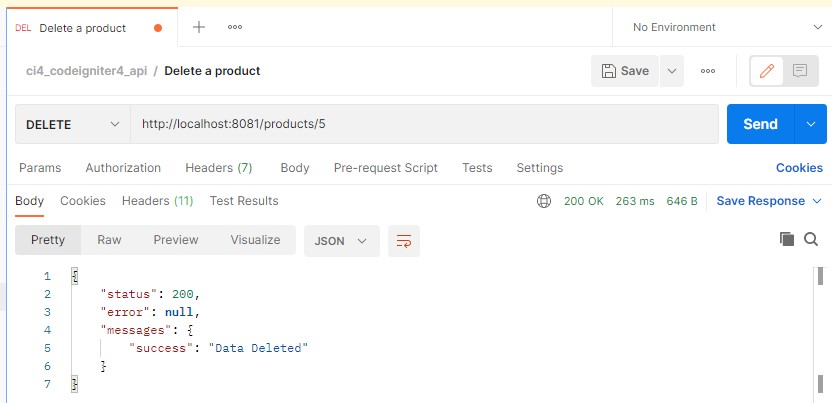 DEL Delete a product
No Environment
ci4_codeigniter4_api / Delete a product
Save
DELETE http://localhost:8081/products/5
Send
Params Authorization Headers (7) Body Pre-request Script Tests Settings Cookies
Body Cookies Headers (11) Test Results 200 OK 263 ms 646 B Save Response
Pretty Raw Preview Visualize JSON
1 {
2 "status": 200,
3 "error": null,
4 "messages": {
5 "success": "Data Deleted"
6 }
7 }